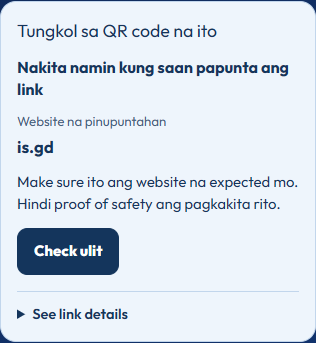 Tungkol sa QR code na ito
Nakita namin kung saan papunta ang
link
Website na pinupuntahan
is.gd
Make sure ito ang website na expected mo.
Hindi proof of safety ang pagkakita rito.
Check ulit
See link details